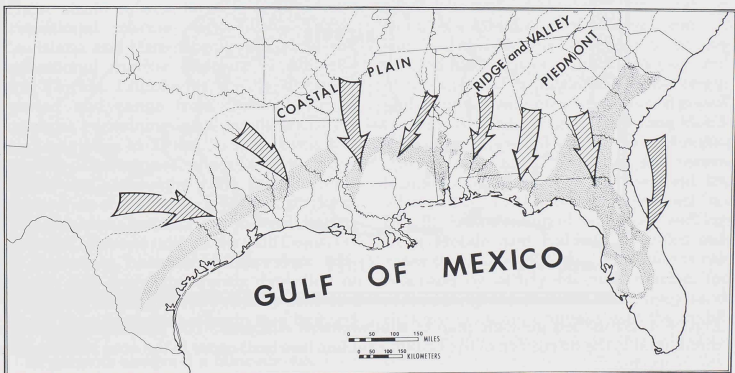 COASTAL PLAIN
RIDGE and VALLEY
PIEDMONT
GULF OF MEXICO
0 50 100 150
MILES
0 50 100 150
KILOMETERS